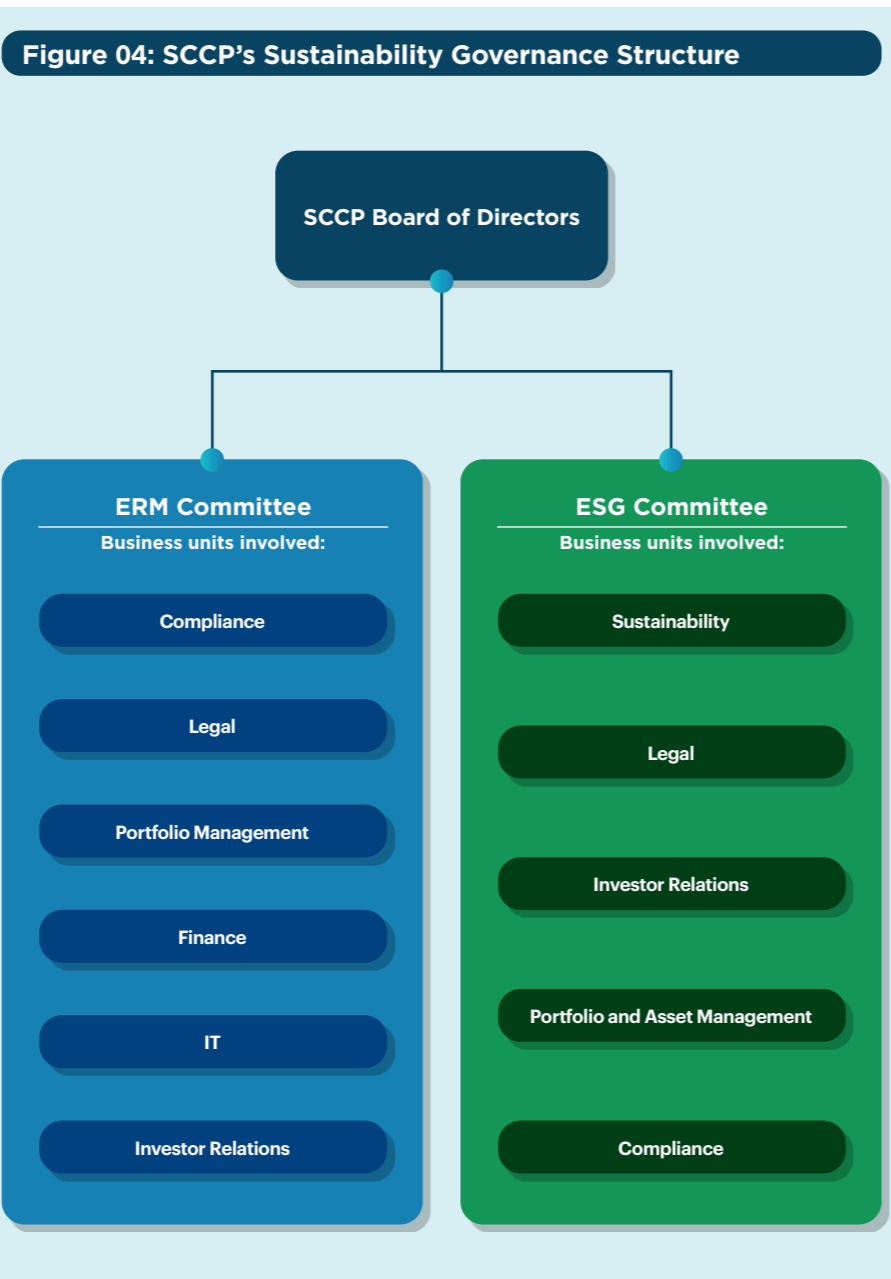 Figure 04: SCCP’s Sustainability Governance Structure
SCCP Board of Directors
ERM Committee
Business units involved:
Compliance
Legal
Portfolio Management
Finance
IT
Investor Relations
ESG Committee
Business units involved:
Sustainability
Legal
Investor Relations
Portfolio and Asset Management
Compliance